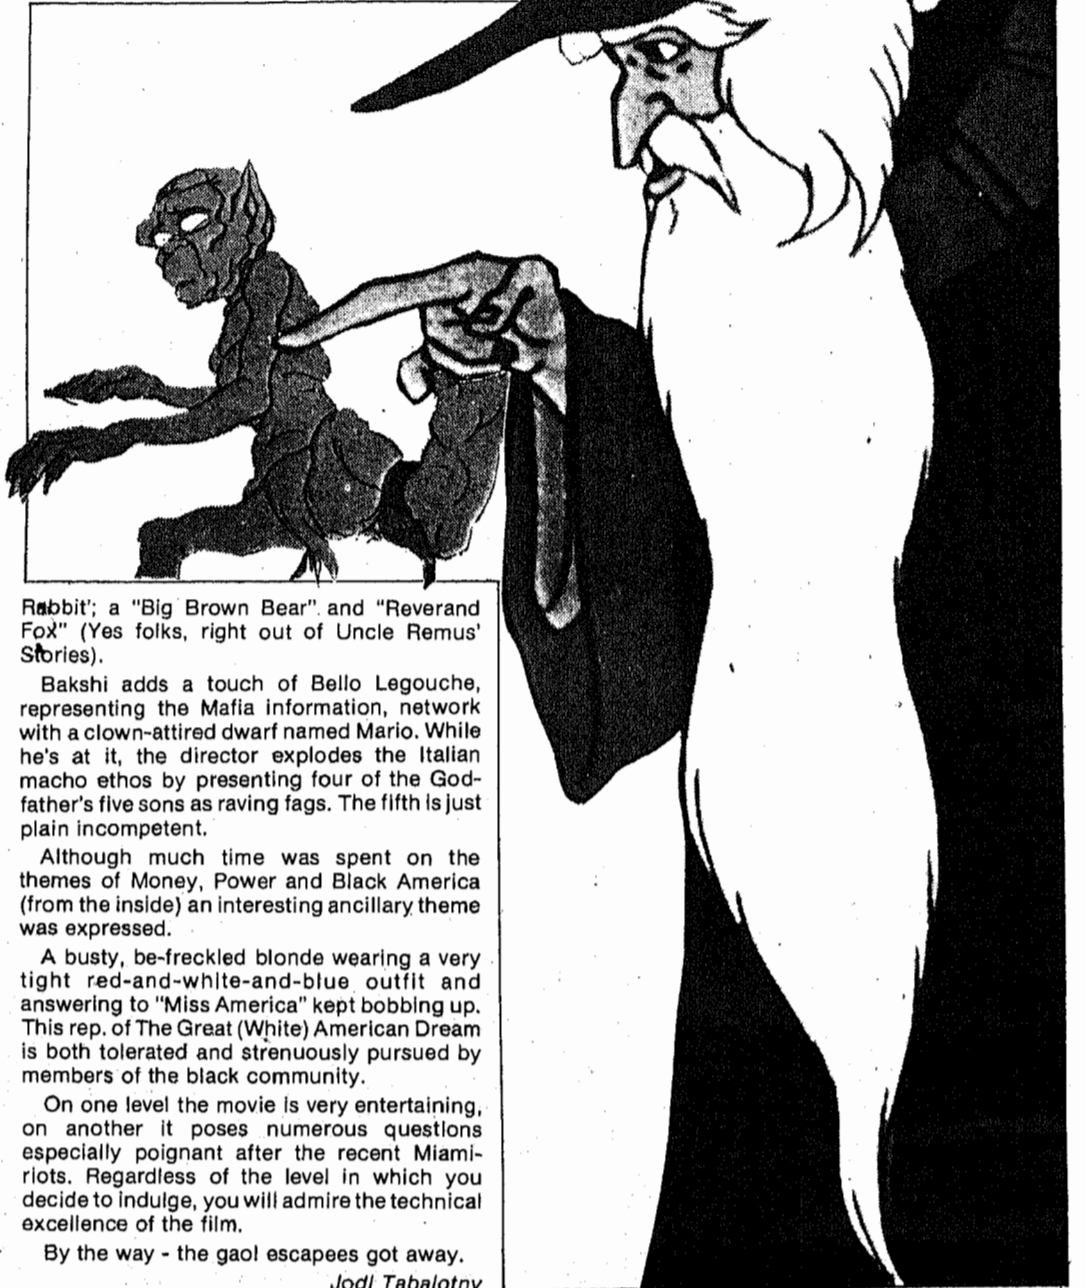 Rabbit'; a "Big Brown Bear" and "Reverand
Fox" (Yes folks, right out of Uncle Remus'
Stories).
Bakshi adds a touch of Bello Legouche,
representing the Mafia information, network
with a clown-attired dwarf named Mario. While
he's at it, the director explodes the Italian
macho ethos by presenting four of the God-
father's five sons as raving fags. The fifth is just
plain incompetent.
Although much time was spent on the
themes of Money, Power and Black America
(from the inside) an interesting ancillary theme
was expressed.
A busty, be-freckled blonde wearing a very
tight red-and-white-and-blue outfit and
answering to "Miss America" kept bobbing up.
This rep. of The Great (White) American Dream
is both tolerated and strenuously pursued by
members of the black community.
On one level the movie is very entertaining,
on another it poses numerous questions
especially poignant after the recent Miami-
riots. Regardless of the level in which you
decide to indulge, you will admire the technical
excellence of the film.
By the way - the gaol escapees got away.
Jodi Tabalotny